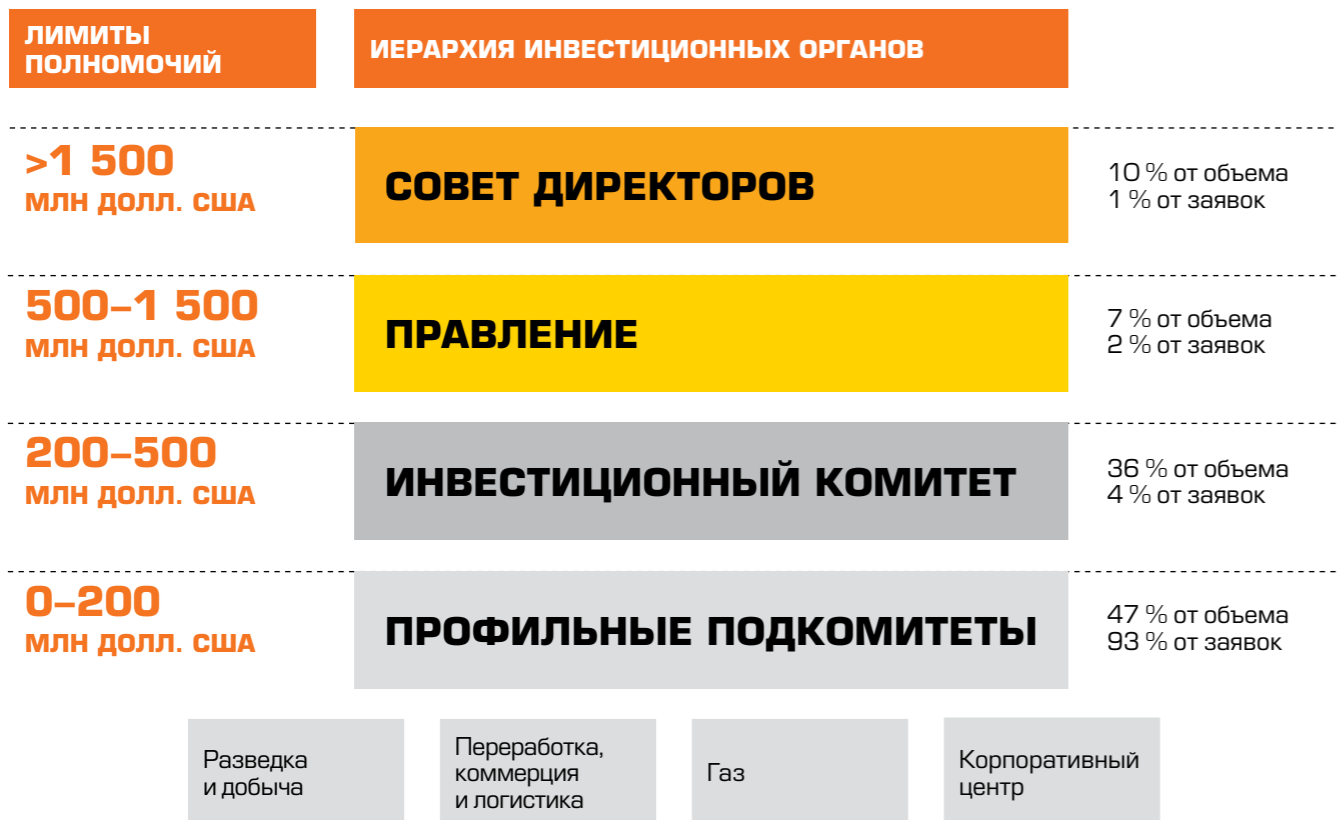 ЛИМИТЫ
ПОЛНОМОЧИЙ
ИЕРАРХИЯ ИНВЕСТИЦИОННЫХ ОРГАНОВ
>1 500
МЛН ДОЛЛ. США
СОВЕТ ДИРЕКТОРОВ
10 % от объема
1 % от заявок
500–1 500
МЛН ДОЛЛ. США
ПРАВЛЕНИЕ
7 % от объема
2 % от заявок
200–500
МЛН ДОЛЛ. США
ИНВЕСТИЦИОННЫЙ КОМИТЕТ
36 % от объема
4 % от заявок
0–200
МЛН ДОЛЛ. США
ПРОФИЛЬНЫЕ ПОДКОМИТЕТЫ
47 % от объема
93 % от заявок
Разведка
и добыча
Переработка,
коммерция
и логистика
Газ
Корпоративный
центр